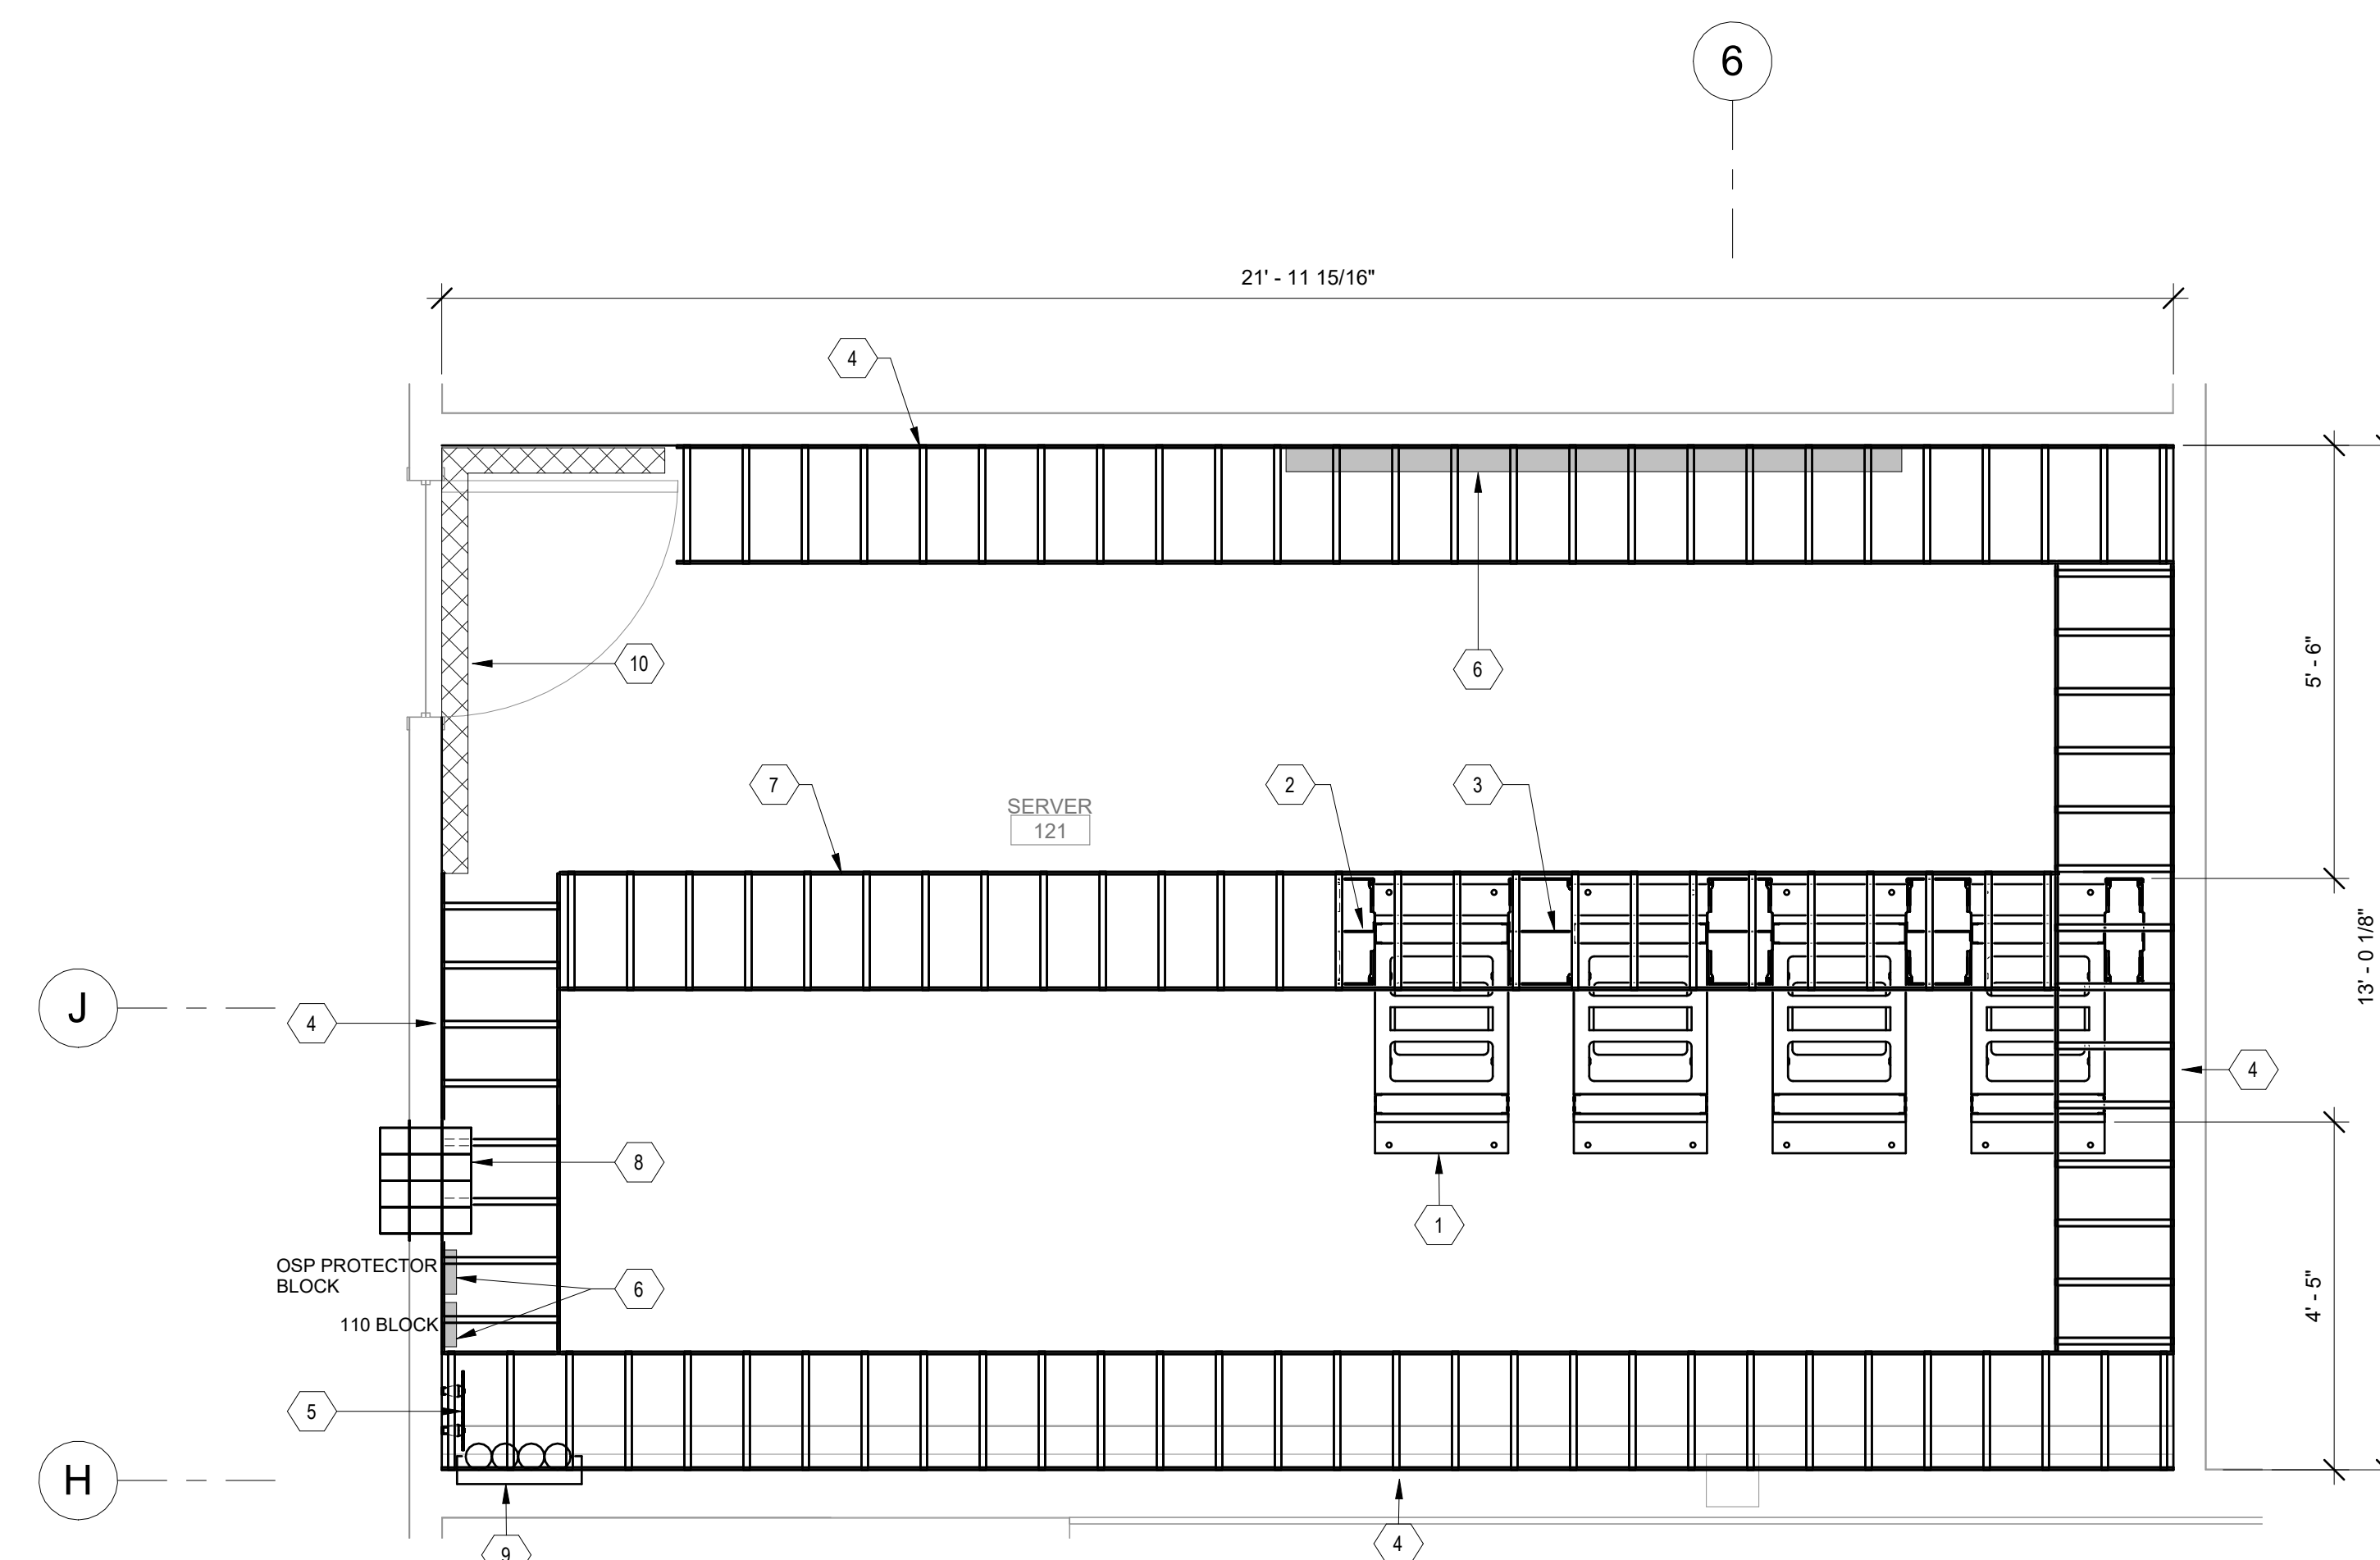 6
21' - 11 15/16"
4
10
6
5' - 6"
7
2
3
SERVER
121
13' - 0 1/8"
J
4
4
8
1
OSP PROTECTOR
BLOCK
6
4' - 5"
110 BLOCK
5
H
9
4